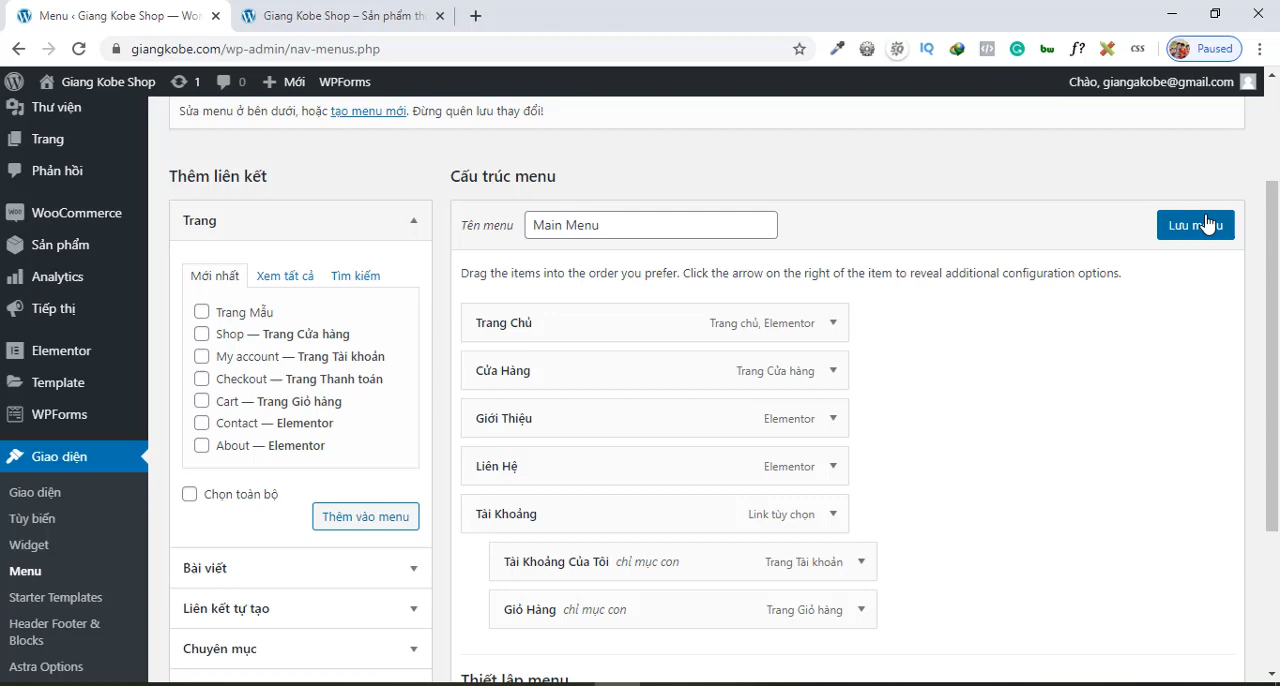 Menu ‹ Giang Kobe Shop — Wo
Giang Kobe Shop – Sản phẩm th
giangkobe.com/wp-admin/nav-menus.php
IQ
bw
f?
css
Paused
Giang Kobe Shop
1
0
Mới
WPForms
Chào, giangakobe@gmail.com
Thư viện
Trang
Phản hồi
WooCommerce
Sản phẩm
Analytics
Tiếp thị
Elementor
Template
WPForms
Giao diện
Giao diện
Tùy biến
Widget
Menu
Starter Templates
Header Footer &
Blocks
Astra Options
Sửa menu ở bên dưới, hoặc tạo menu mới. Đừng quên lưu thay đổi!
Thêm liên kết
Trang
Mới nhất
Xem tất cả
Tìm kiếm
Trang Mẫu
Shop — Trang Cửa hàng
My account — Trang Tài khoản
Checkout — Trang Thanh toán
Cart — Trang Giỏ hàng
Contact — Elementor
About — Elementor
Chọn toàn bộ
Thêm vào menu
Bài viết
Liên kết tự tạo
Chuyên mục
Cấu trúc menu
Tên menu
Main Menu
Lưu menu
Drag the items into the order you prefer. Click the arrow on the right of the item to reveal additional configuration options.
Trang Chủ
Trang chủ, Elementor
Cửa Hàng
Trang Cửa hàng
Giới Thiệu
Elementor
Liên Hệ
Elementor
Tài Khoảng
Link tùy chọn
Tài Khoảng Của Tôi chỉ mục con
Trang Tài khoản
Giỏ Hàng chỉ mục con
Trang Giỏ hàng
Thiết lập menu